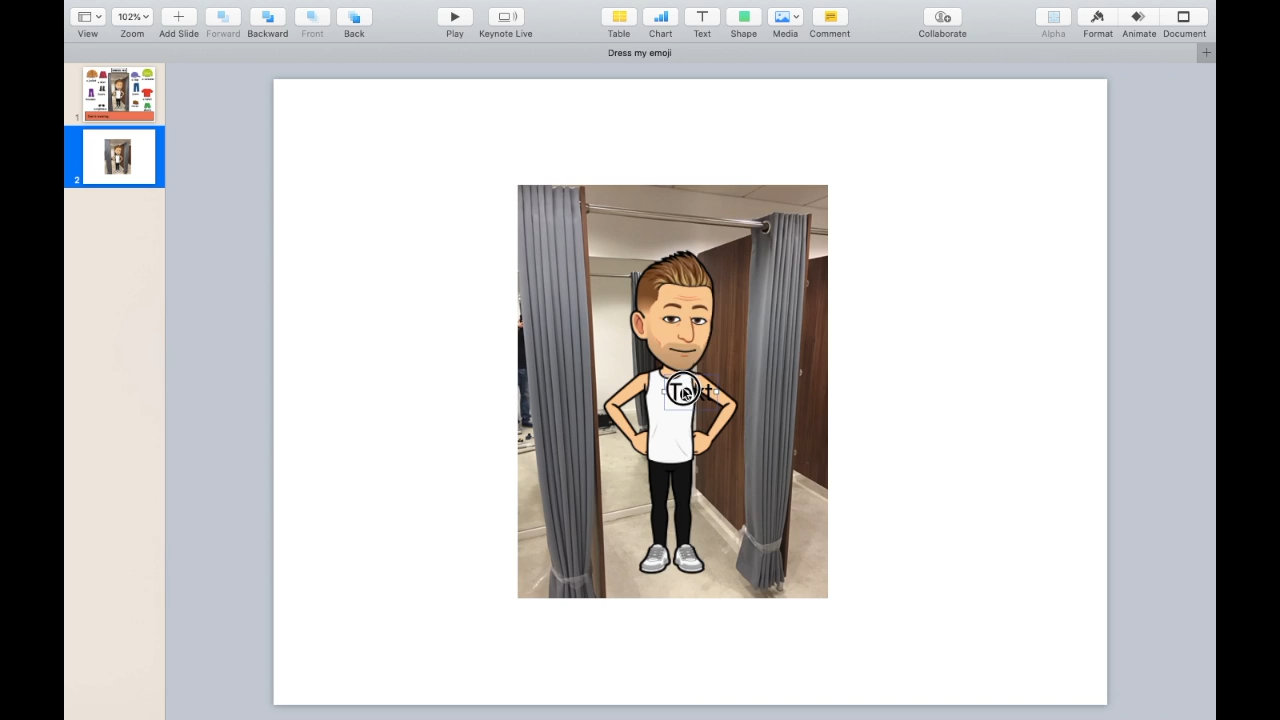 View
102%
Zoom
Add Slide
Forward
Backward
Front
Back
Play
Keynote Live
Table
Chart
Text
Shape
Media
Comment
Collaborate
Alpha
Format
Animate
Document
Dress my emoji
1
2
Text